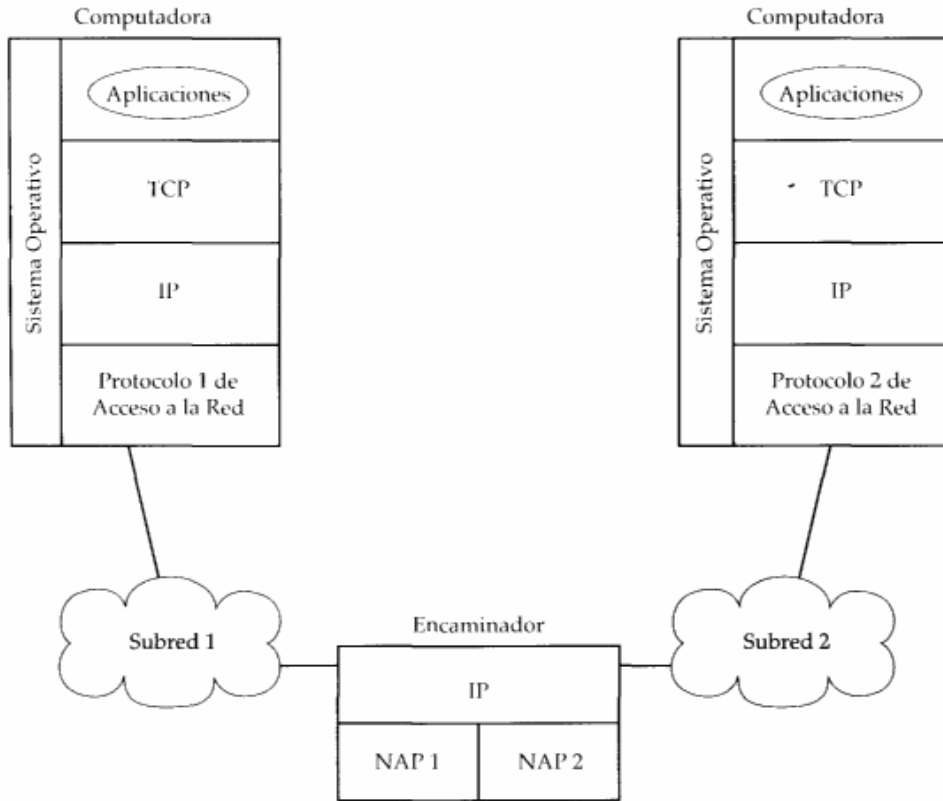 Computadora
Sistema Operativo
Aplicaciones
TCP
IP
Protocolo 1 de
Acceso a la Red
Computadora
Sistema Operativo
Aplicaciones
TCP
IP
Protocolo 2 de
Acceso a la Red
Subred 1
Encaminador
IP
NAP 1
NAP 2
Subred 2